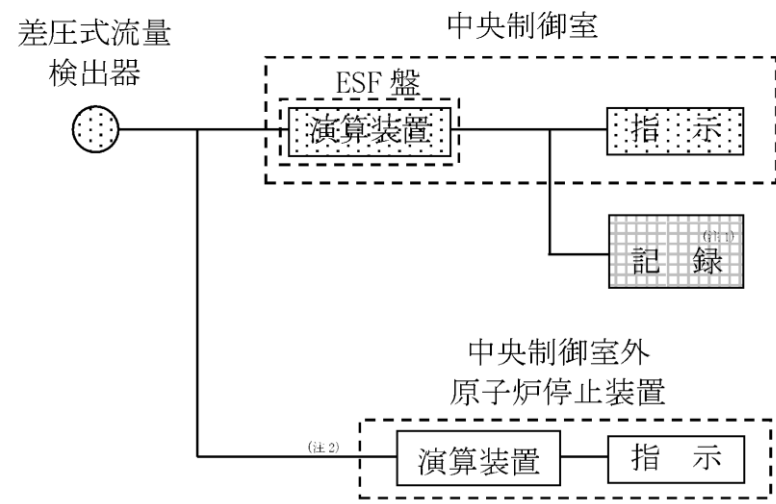 差圧式流量
検出器
中央制御室
ESF 盤
演算装置
指 示
(注1)
記 録
中央制御室外
原子炉停止装置
(注 2)
演算装置
指 示